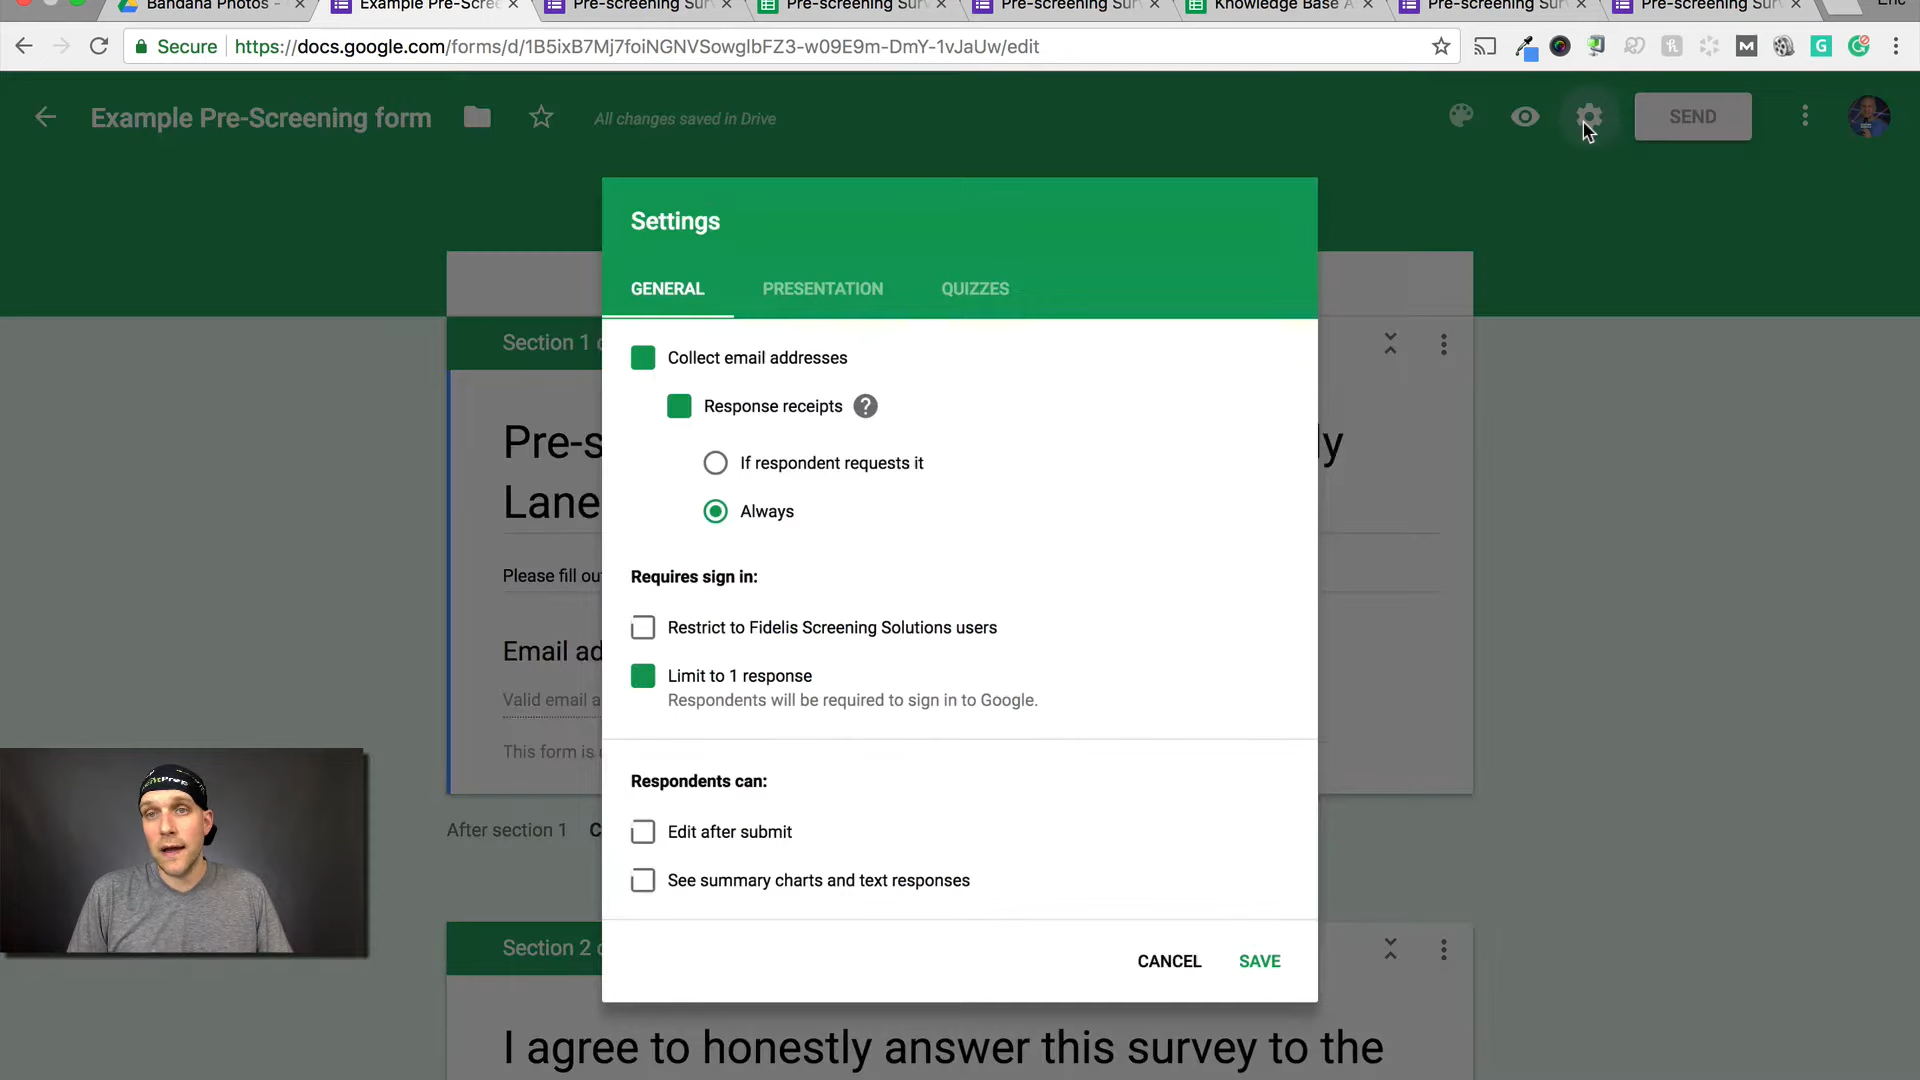 Bandana Photos -
Example Pre-Scree
Pre-screening Sur
Pre-screening Sur
Pre-screening Sur
Knowledge Base A
Pre-screening Sur
Pre-screening Sur
Eric
Secure https://docs.google.com/forms/d/1B5ixB7Mj7foiNGNVSowglbFZ3-w09E9m-DmY-1vJaUw/edit
Example Pre-Screening form
All changes saved in Drive
SEND
Settings
GENERAL PRESENTATION QUIZZES
Section 1
Collect email addresses
Response receipts
If respondent requests it
Always
Pre-s
ly
Lane
Please fill ou
Requires sign in:
Restrict to Fidelis Screening Solutions users
Limit to 1 response
Respondents will be required to sign in to Google.
Email ad
Valid email a
This form is
Respondents can:
Edit after submit
See summary charts and text responses
After section 1 C
CANCEL SAVE
Section 2
I agree to honestly answer this survey to the